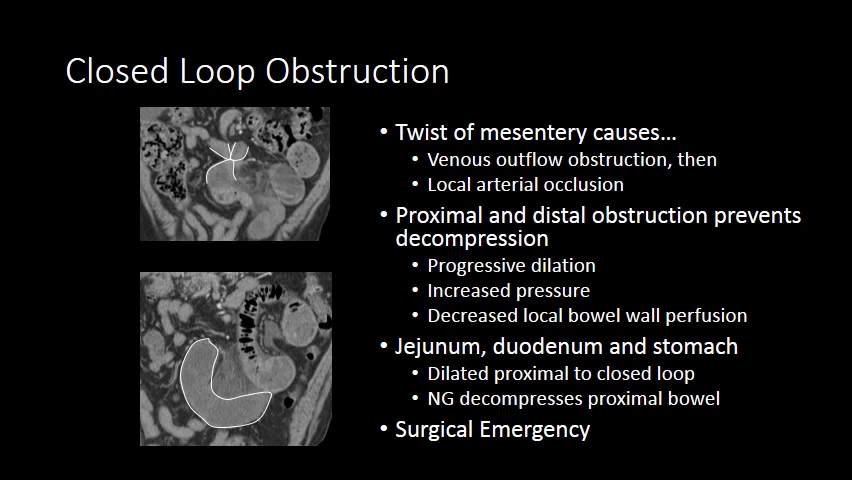 Closed Loop Obstruction
• Twist of mesentery causes…
• Venous outflow obstruction, then
• Local arterial occlusion
• Proximal and distal obstruction prevents
decompression
• Progressive dilation
• Increased pressure
• Decreased local bowel wall perfusion
• Jejunum, duodenum and stomach
• Dilated proximal to closed loop
• NG decompresses proximal bowel
• Surgical Emergency